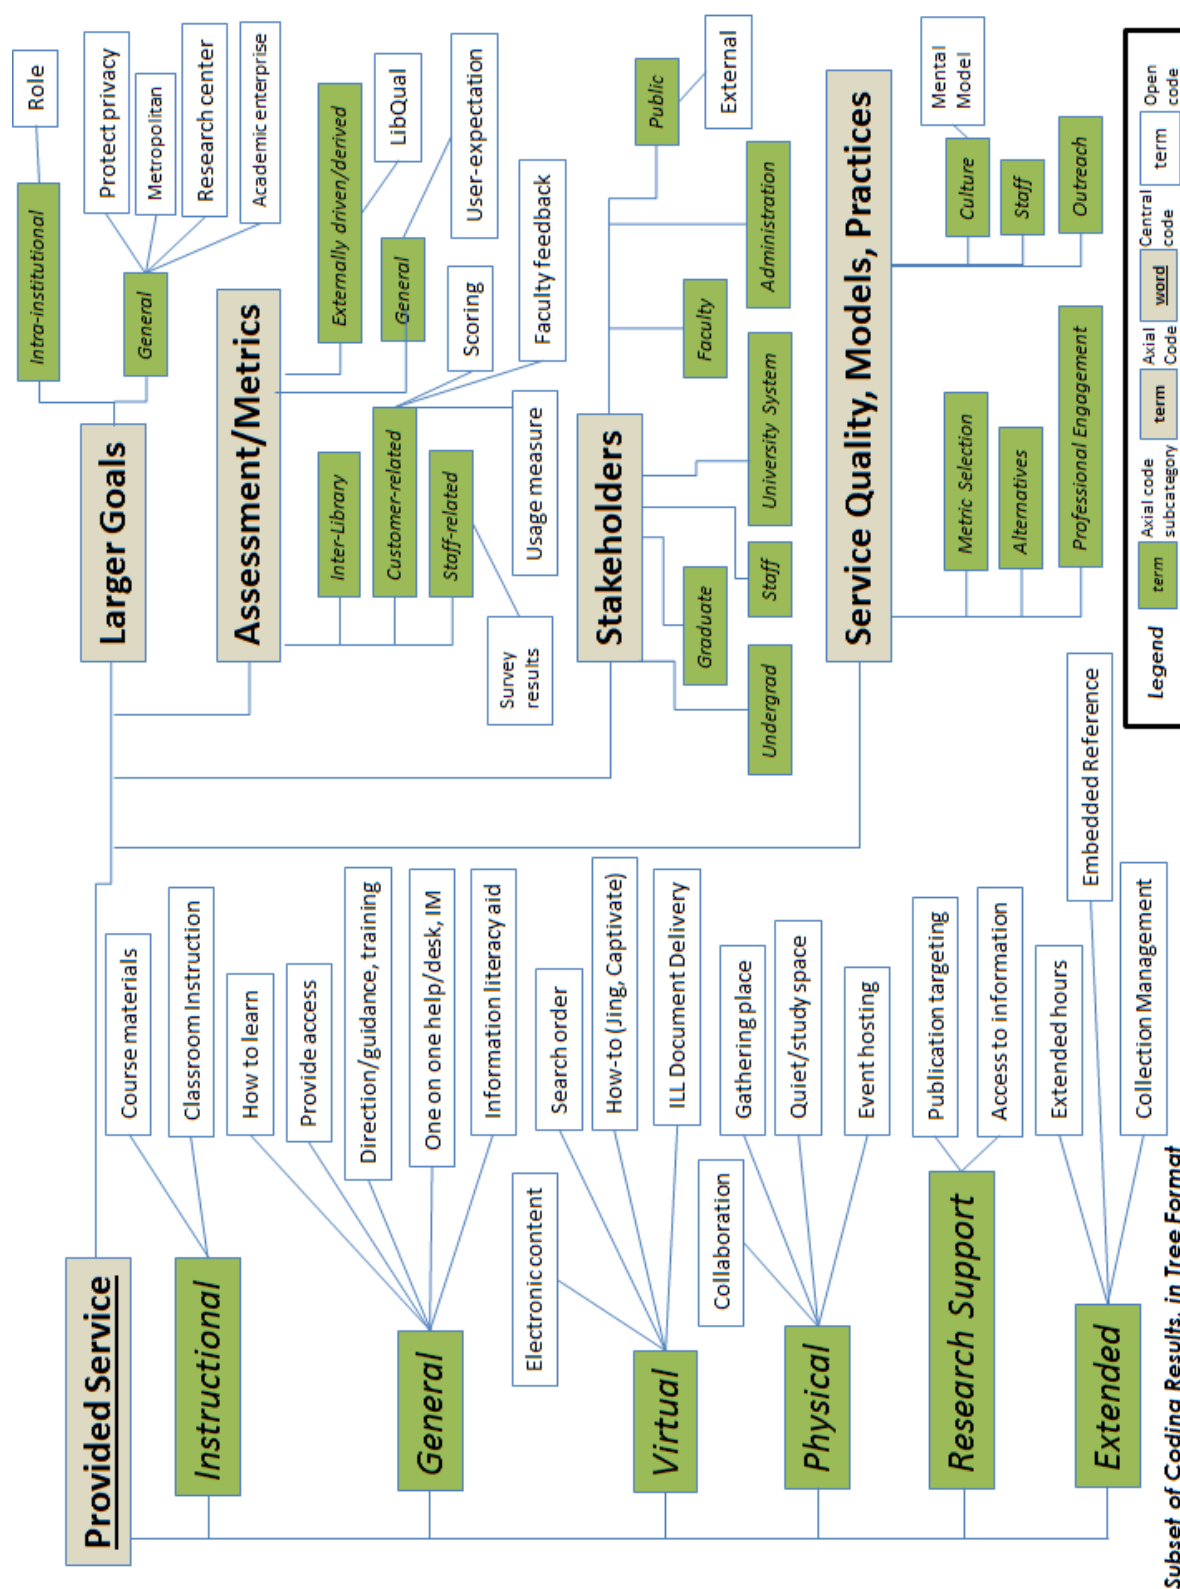 Provided Service
Instructional
Course materials
Classroom Instruction
General
How to learn
Provide access
Direction/guidance, training
One on one help/desk, IM
Information literacy aid
Virtual
Electronic content
Search order
How-to (Jing, Captivate)
ILL Document Delivery
Physical
Collaboration
Gathering place
Quiet/study space
Event hosting
Research Support
Publication targeting
Access to information
Extended
Extended hours
Embedded Reference
Collection Management
Larger Goals
Intra-institutional
Role
General
Protect privacy
Metropolitan
Research center
Academic enterprise
Assessment/Metrics
Inter-Library
Customer-related
Staff-related
Survey
results
Usage measure
Scoring
Faculty feedback
Externally driven/derived
LibQual
General
User-expectation
Stakeholders
Undergrad
Graduate
Staff
University System
Faculty
Administration
Public
External
Service Quality, Models, Practices
Metric Selection
Alternatives
Professional Engagement
Culture
Mental
Model
Staff
Outreach
Legend
term
Axial code
subcategory
term
Axial
Code
word
Central
code
term
Open
code
Subset of Coding Results, in Tree Format